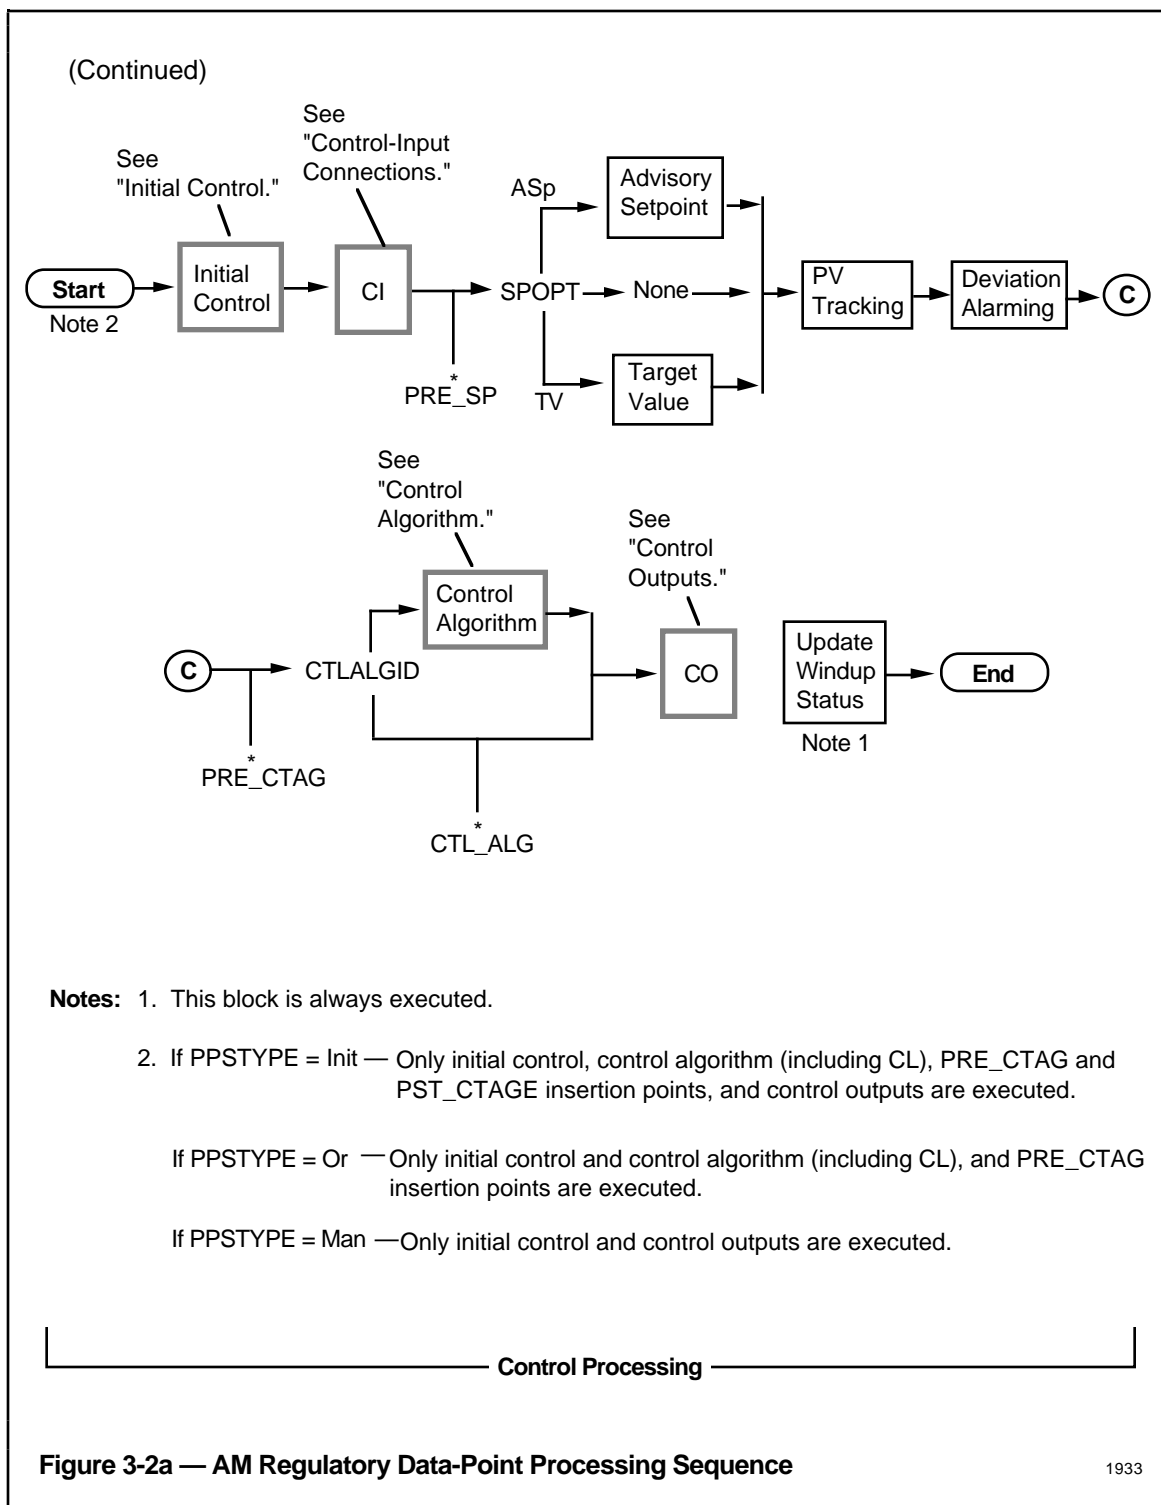 (Continued)
See
"Control-Input
Connections."
See
"Initial Control."
ASp
Advisory
Setpoint
Start
Note 2
Initial
Control
CI
SPOPT
None
PV
Tracking
Deviation
Alarming
C
*
PRE_SP
TV
Target
Value
See
"Control
Algorithm."
See
"Control
Outputs."
C
CTLALGID
Control
Algorithm
CO
Update
Windup
Status
Note 1
End
*
PRE_CTAG
*
CTL_ALG
Notes: 1. This block is always executed.
2. If PPSTYPE = Init — Only initial control, control algorithm (including CL), PRE_CTAG and
PST_CTAGE insertion points, and control outputs are executed.
If PPSTYPE = Or — Only initial control and control algorithm (including CL), and PRE_CTAG
insertion points are executed.
If PPSTYPE = Man — Only initial control and control outputs are executed.
Control Processing
Figure 3-2a — AM Regulatory Data-Point Processing Sequence
1933